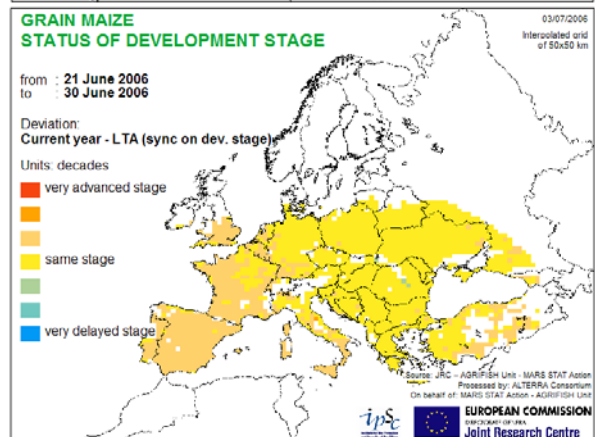 GRAIN MAIZE
STATUS OF DEVELOPMENT STAGE
03/07/2006
Interpolated grid
of 50x50 km
from : 21 June 2006
to : 30 June 2006
Deviation:
Current year - LTA (sync on dev. stage)
Units: decades
very advanced stage
same stage
very delayed stage
Source: JRC - AGRIFISH Unit - MARS STAT Action
Processed by: ALTERRA Consortium
On behalf of: MARS STAT Action - AGRIFISH Unit
ipsc
EUROPEAN COMMISSION
Joint Research Centre